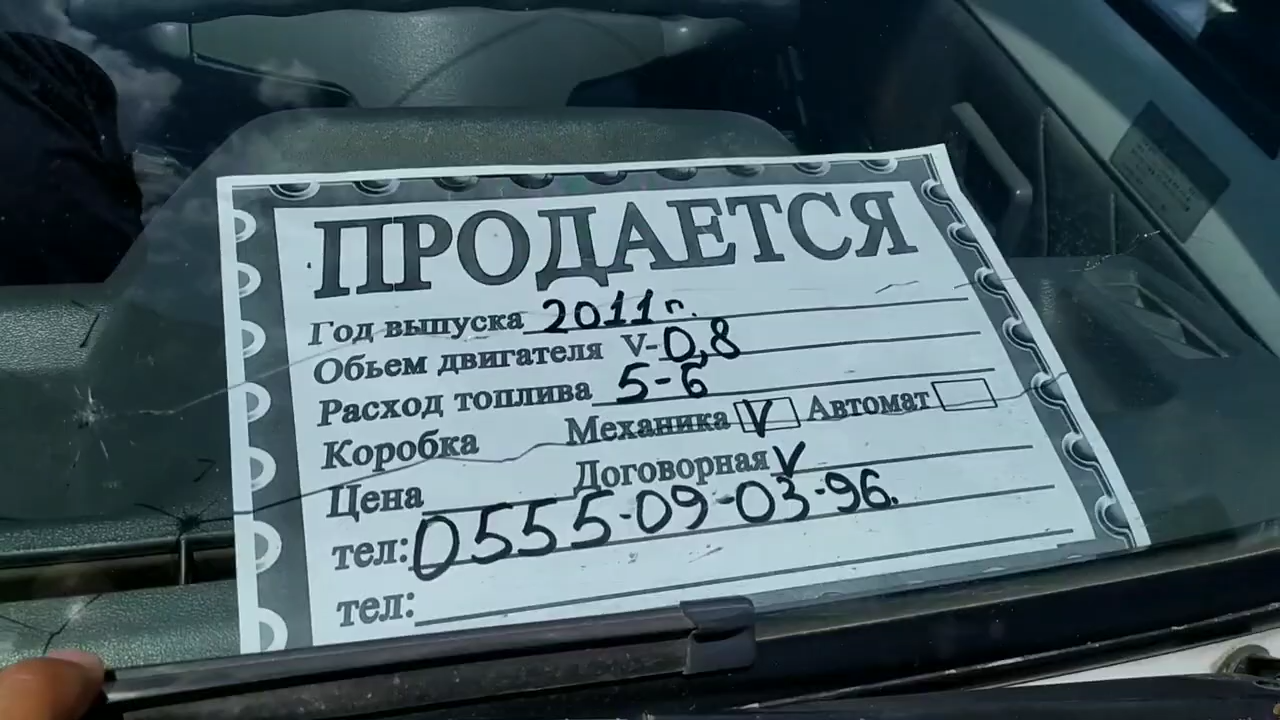 ПРОДАЕТСЯ
Год выпуска 2011 г.
Обьем двигателя V-0,8
Расход топлива 5-6
Коробка Механика V Автомат
Цена Договорная V
тел: 0555-09-03-96.
тел: